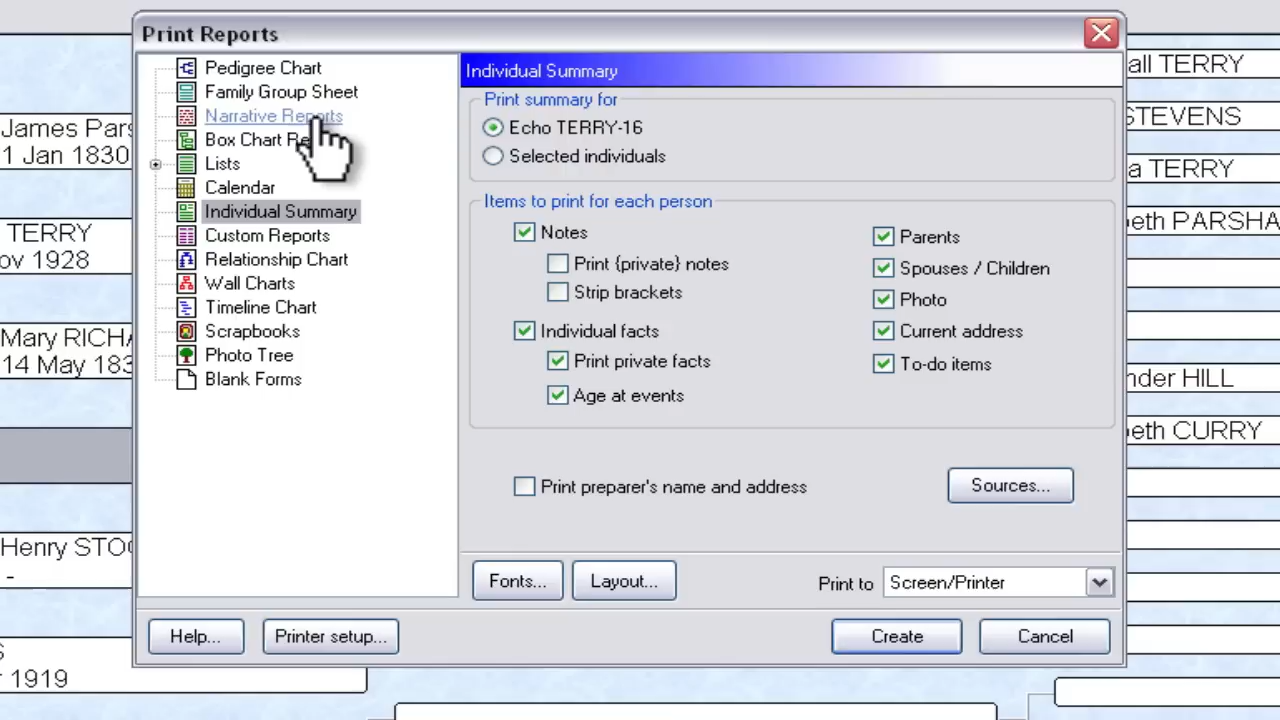 Print Reports
Pedigree Chart
Family Group Sheet
Narrative Reports
Box Chart Re
Lists
Calendar
Individual Summary
Custom Reports
Relationship Chart
Wall Charts
Timeline Chart
Scrapbooks
Photo Tree
Blank Forms
Individual Summary
Print summary for
Echo TERRY-16
Selected individuals
Items to print for each person
Notes
Print {private} notes
Strip brackets
Individual facts
Print private facts
Age at events
Parents
Spouses / Children
Photo
Current address
To-do items
Print preparer's name and address
Sources...
Fonts...
Layout...
Print to
Screen/Printer
Help...
Printer setup...
Create
Cancel
James Pars
1 Jan 1830
TERRY
ov 1928
Mary RICHA
14 May 183
Henry STOC
-
S
1919
all TERRY
STEVENS
a TERRY
beth PARSHA
nder HILL
beth CURRY